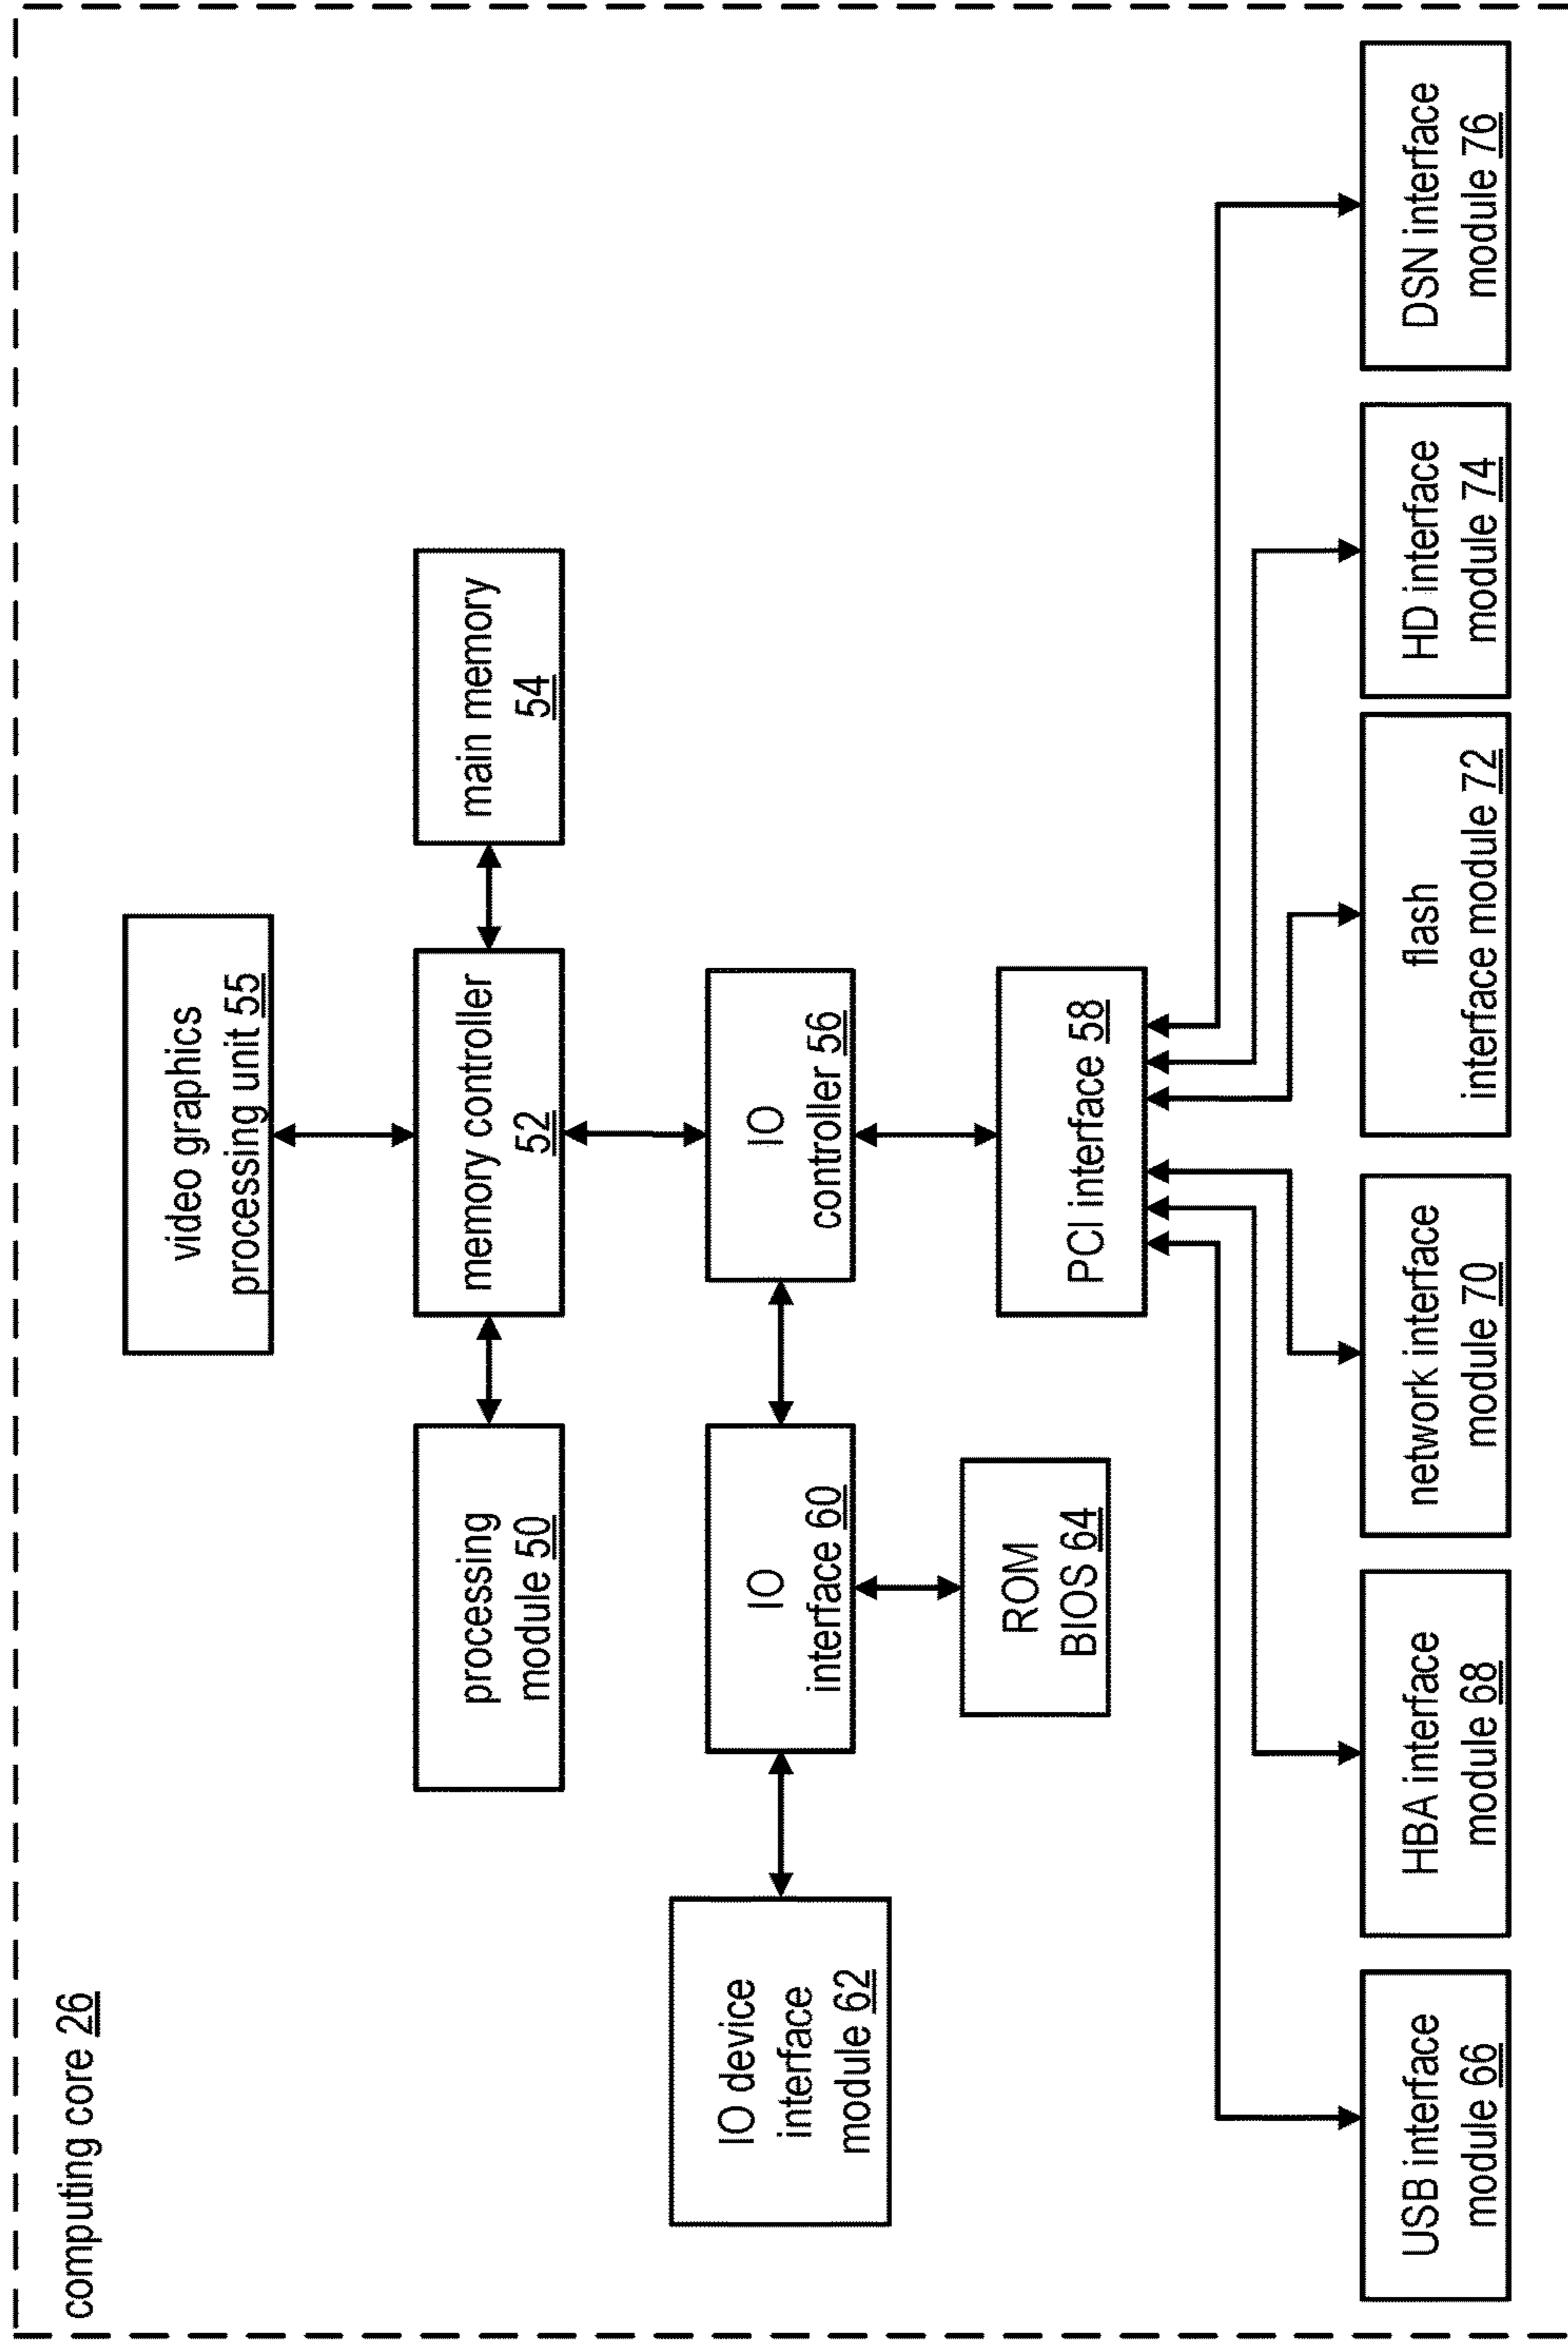 computing core 26
video graphics
processing unit 55
processing
module 50
memory controller
52
main memory
54
IO device
interface
module 62
IO
interface 60
IO
controller 56
ROM
BIOS 64
PCI interface 58
USB interface
module 66
HBA interface
module 68
network interface
module 70
flash
interface module 72
HD interface
module 74
DSN interface
module 76